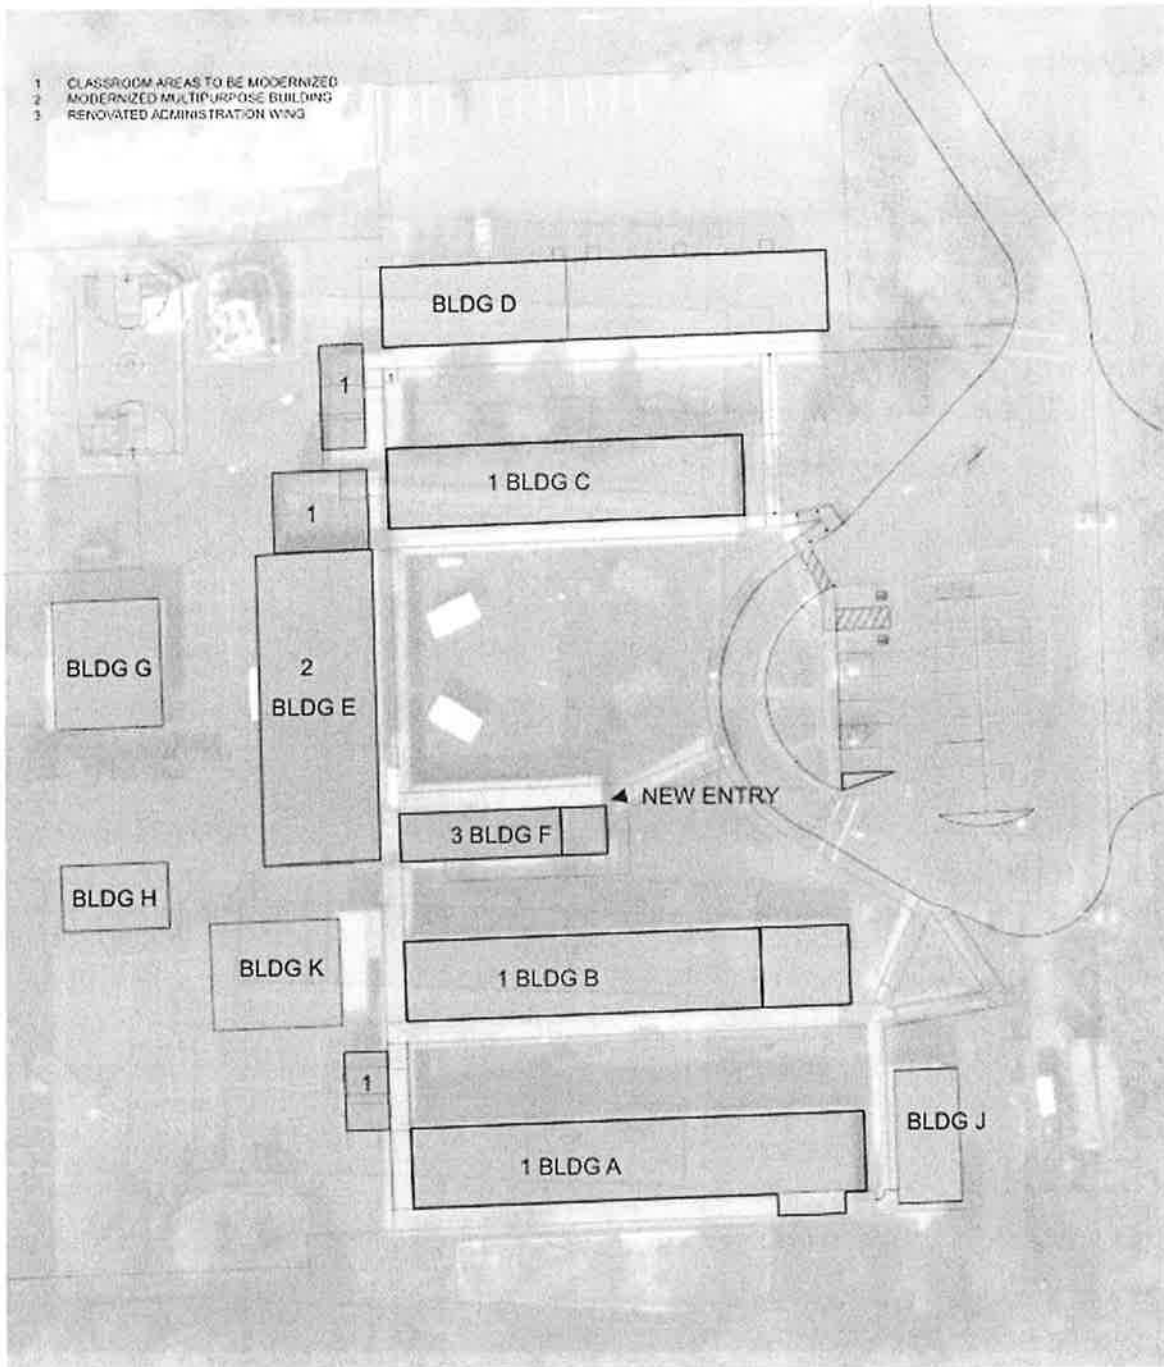 1 CLASSROOM AREAS TO BE MODERNIZED
2 MODERNIZED MULTIPURPOSE BUILDING
3 RENOVATED ADMINISTRATION WING
BLDG D
1
1
1 BLDG C
1
2
BLDG E
BLDG G
NEW ENTRY
3 BLDG F
BLDG H
BLDG K
1 BLDG B
1
BLDG J
1 BLDG A